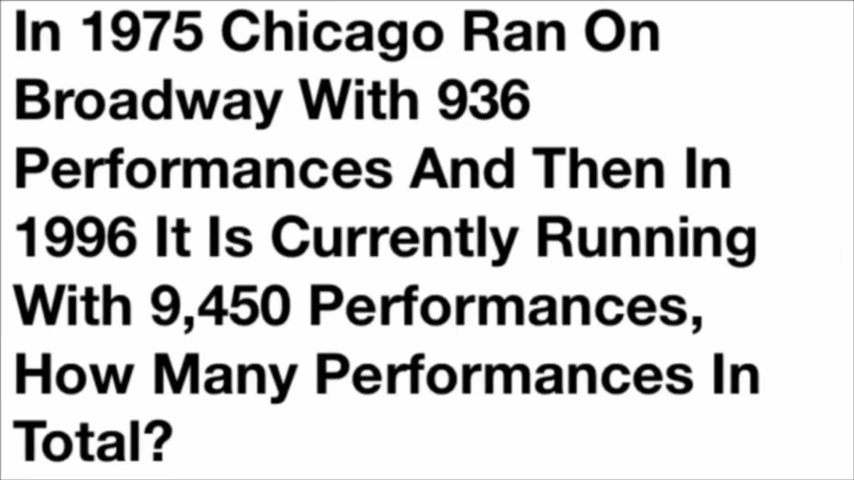 In 1975 Chicago Ran On
Broadway With 936
Performances And Then In
1996 It Is Currently Running
With 9,450 Performances,
How Many Performances In
Total?